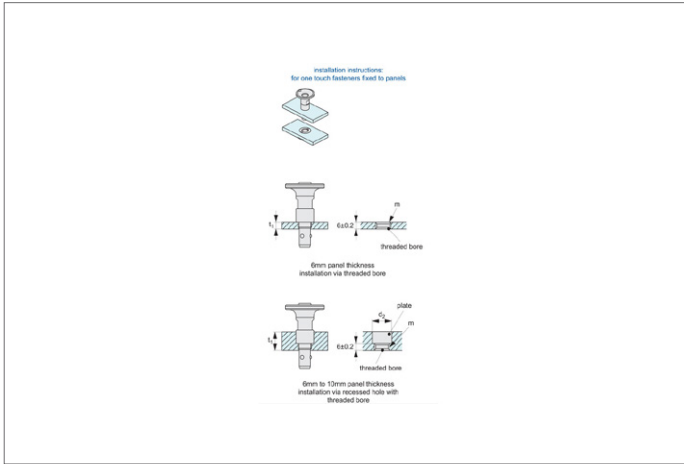 installation instructions:
for one touch fasteners fixed to panels
t₁
6±0.2
m
threaded bore
6mm panel thickness
installation via threaded bore
plate
d₂
m
t₁
6±0.2
threaded bore
6mm to 10mm panel thickness
installation via recessed hole with
threaded bore